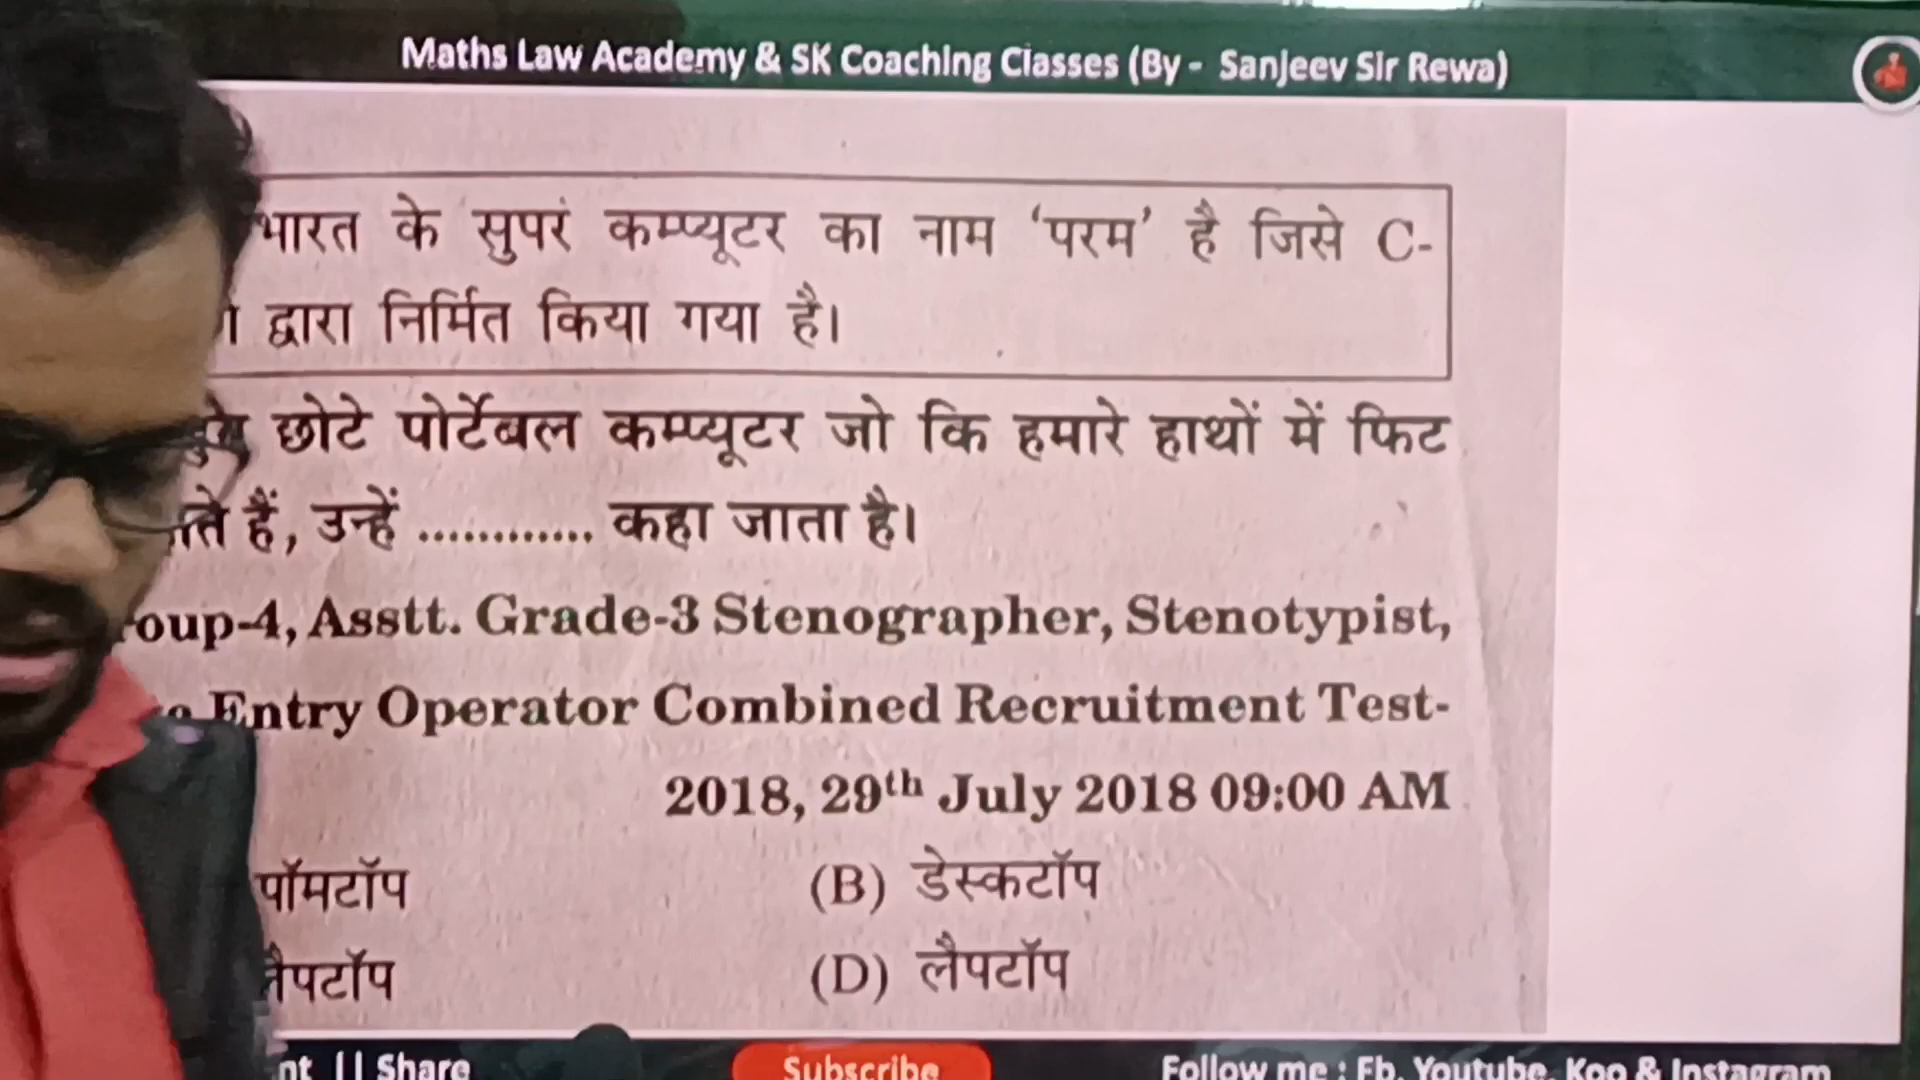 Maths Law Academy & SK Coaching Classes (By - Sanjeev Sir Rewa)
भारत के सुपर कम्प्यूटर का नाम ‘परम’ है जिसे C-
द्वारा निर्मित किया गया है।
छोटे पोर्टेबल कम्प्यूटर जो कि हमारे हाथों में फिट
हैं, उन्हें ............ कहा जाता है।
oup-4, Asstt. Grade-3 Stenographer, Stenotypist,
Entry Operator Combined Recruitment Test-
2018, 29th July 2018 09:00 AM
पॉमटॉप (B) डेस्कटॉप
(D) लैपटॉप
nt || Share Subscribe Follow me : Fb, Youtube, Koo & Instagram